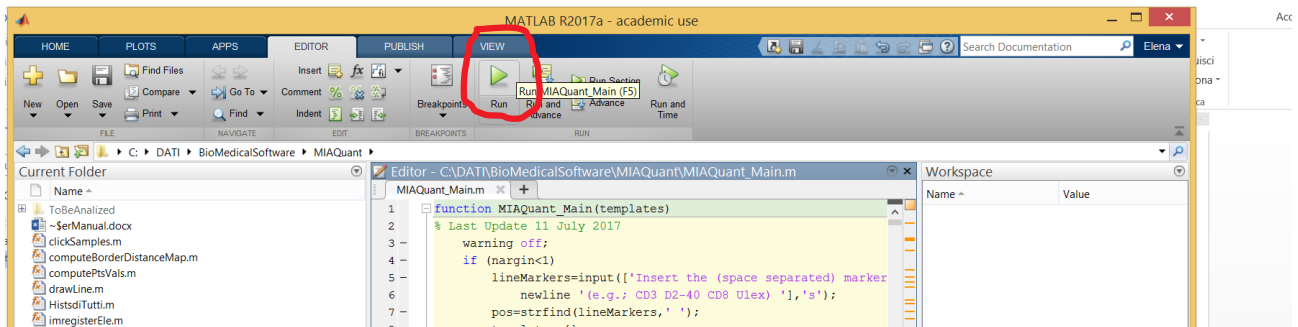 Acc
MATLAB R2017a - academic use
HOME PLOTS APPS EDITOR PUBLISH VIEW Search Documentation Elena
Find Files Insert fx Run Section
Compare Go To Comment Run MIAQuant_Main (F5)
New Open Save Print Find Indent Breakpoints Run Run and Advance Advance Run and Time
FILE NAVIGATE EDIT BREAKPOINTS RUN
C: DATI BioMedicalSoftware MIAQuant
Current Folder
Name
ToBeAnalized
~$erManual.docx
clickSamples.m
computeBorderDistanceMap.m
computePtsVals.m
drawLine.m
HistsdiTutti.m
imregisterEle.m
Editor - C:\DATI\BioMedicalSoftware\MIAQuant\MIAQuant_Main.m
MIAQuant_Main.m
1 function MIAQuant_Main(templates)
2 % Last Update 11 July 2017
3 - warning off;
4 - if (nargin<1)
5 - lineMarkers=input(['Insert the (space separated) marker
6 newline '(e.g.; CD3 D2-40 CD8 Ulex) '],'s');
7 - pos=strfind(lineMarkers,' ');
Workspace
Name Value